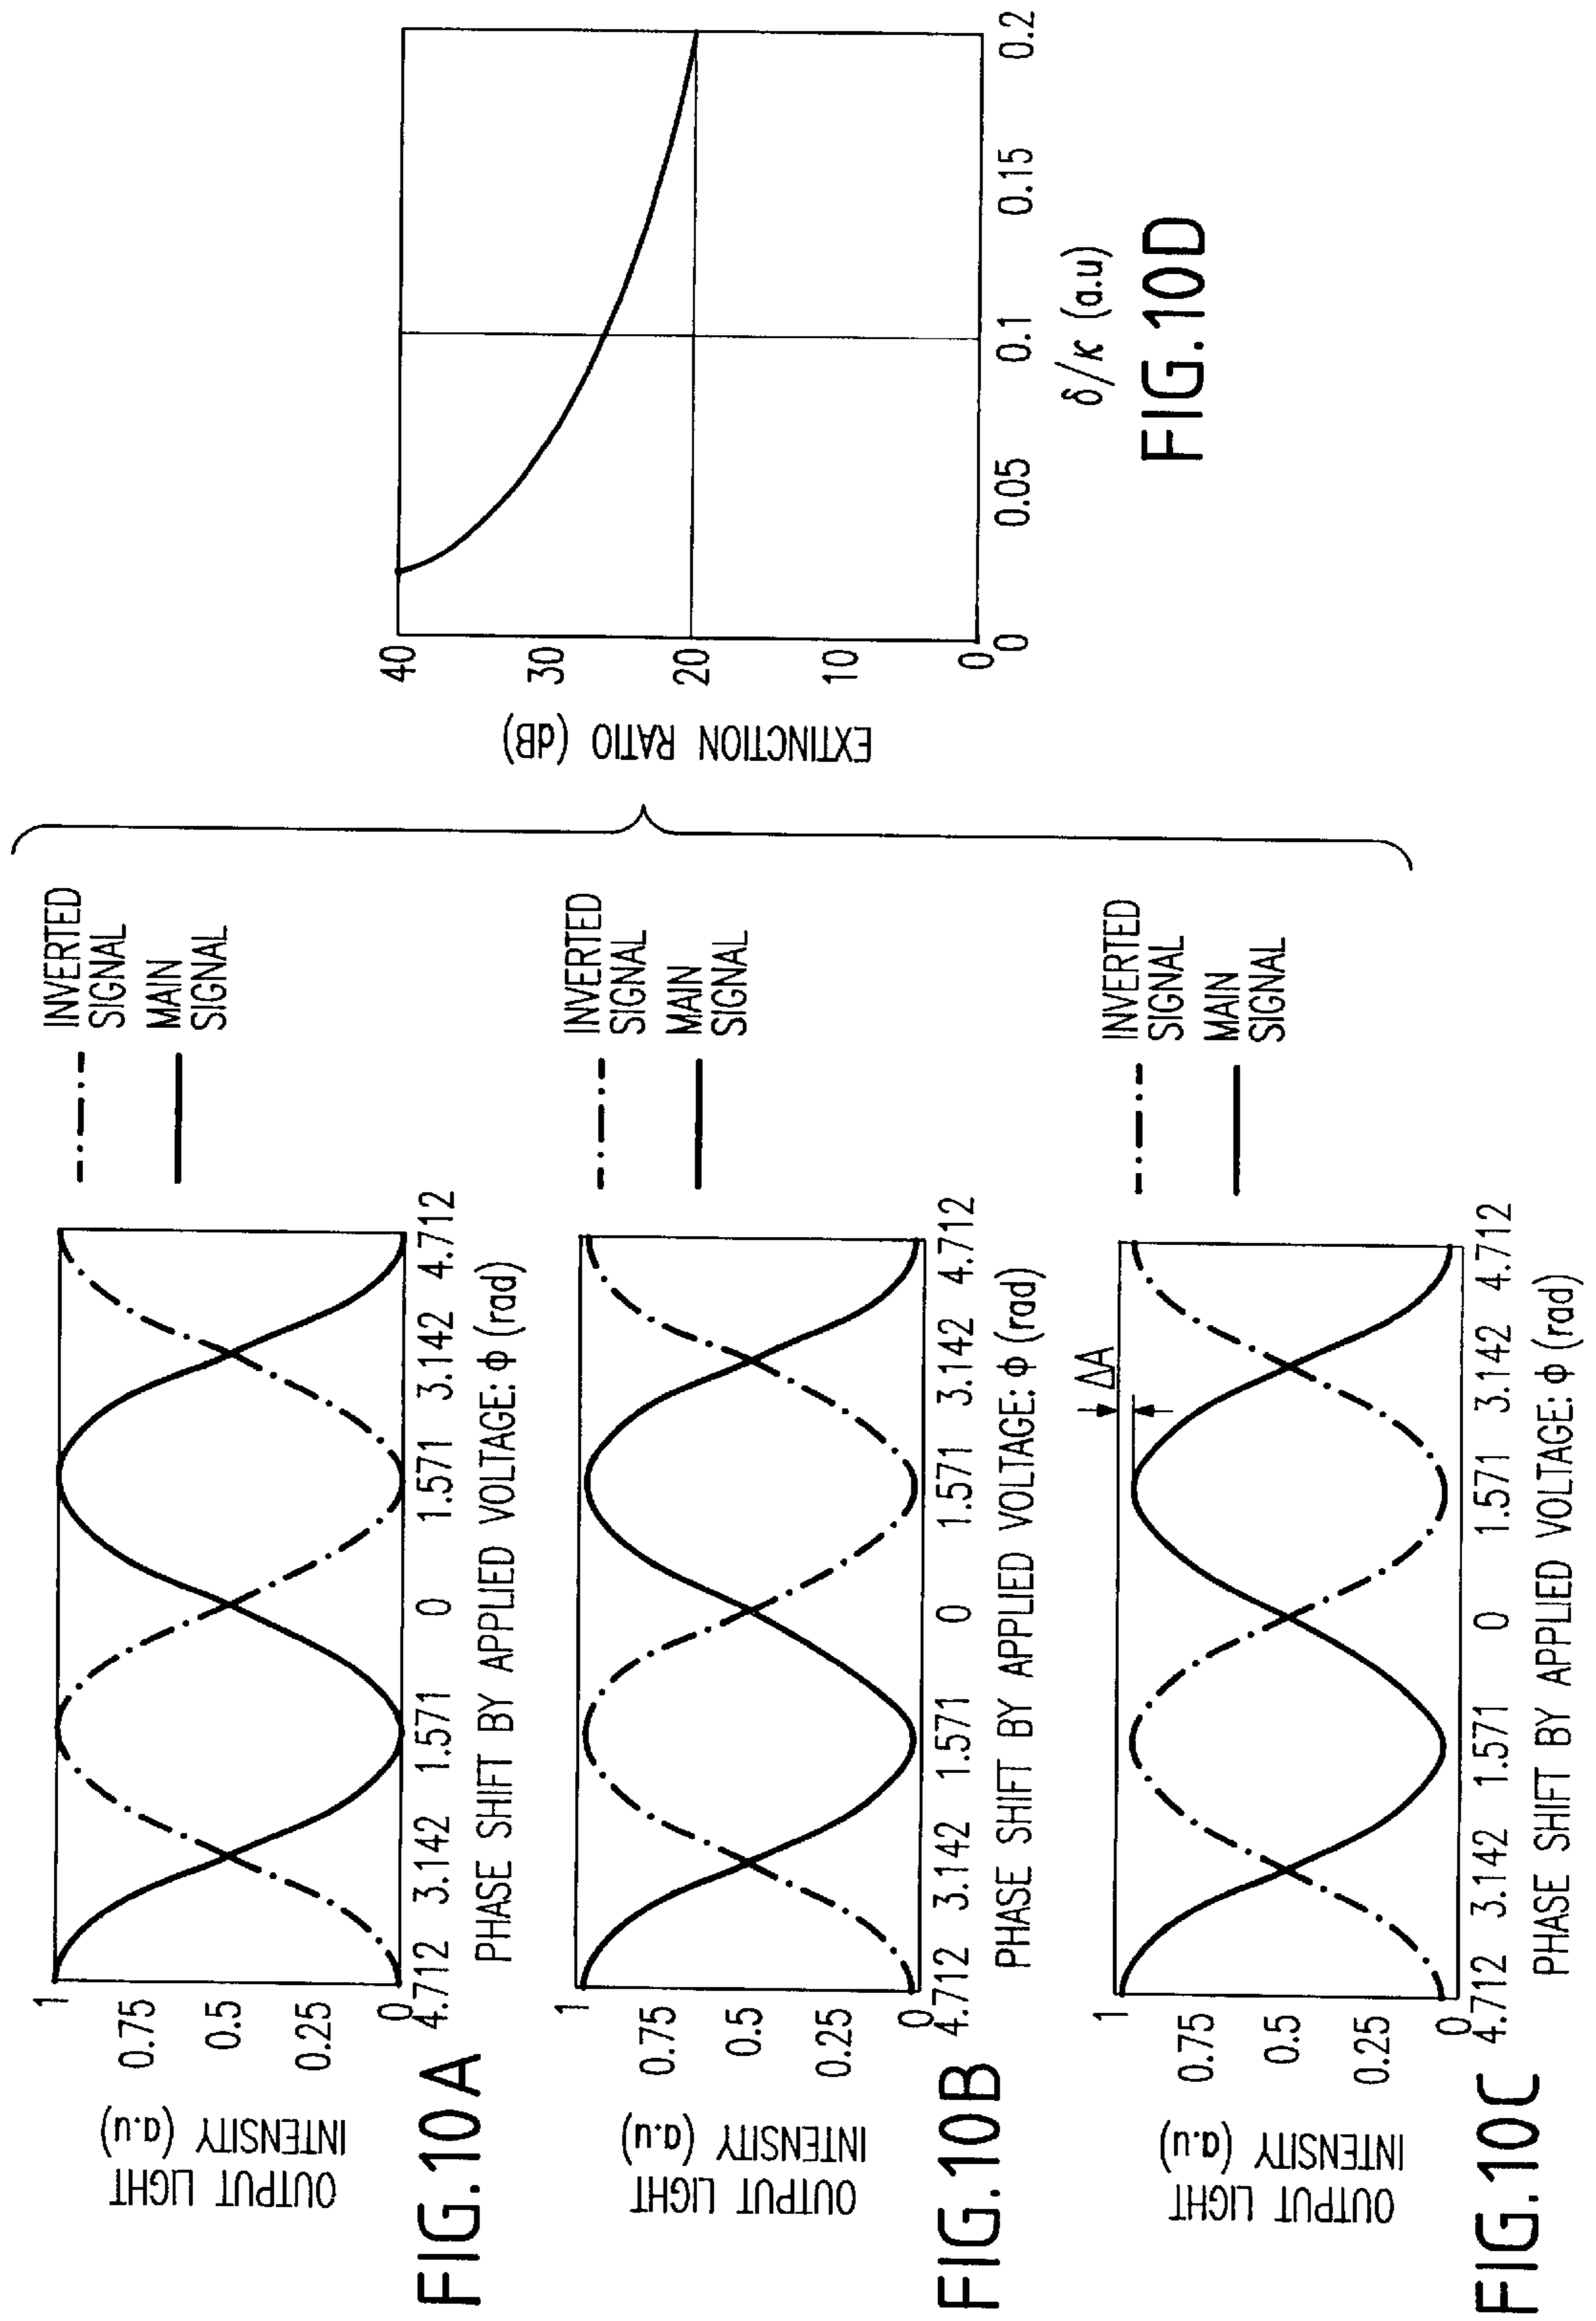 OUTPUT LIGHT
INTENSITY (a.u)
1
0.75
0.5
0.25
0
4.712 3.142 1.571 0 1.571 3.142 4.712
PHASE SHIFT BY APPLIED VOLTAGE: Φ (rad)
INVERTED
SIGNAL
MAIN
SIGNAL
FIG.10A
OUTPUT LIGHT
INTENSITY (a.u)
1
0.75
0.5
0.25
0
4.712 3.142 1.571 0 1.571 3.142 4.712
PHASE SHIFT BY APPLIED VOLTAGE: Φ (rad)
INVERTED
SIGNAL
MAIN
SIGNAL
FIG.10B
OUTPUT LIGHT
INTENSITY (a.u)
1
0.75
0.5
0.25
0
ΔA
4.712 3.142 1.571 0 1.571 3.142 4.712
PHASE SHIFT BY APPLIED VOLTAGE: Φ (rad)
INVERTED
SIGNAL
MAIN
SIGNAL
FIG.10C
EXTINCTION RATIO (dB)
40
30
20
10
0
0 0.05 0.1 0.15 0.2
δ/κ (a.u)
FIG.10D